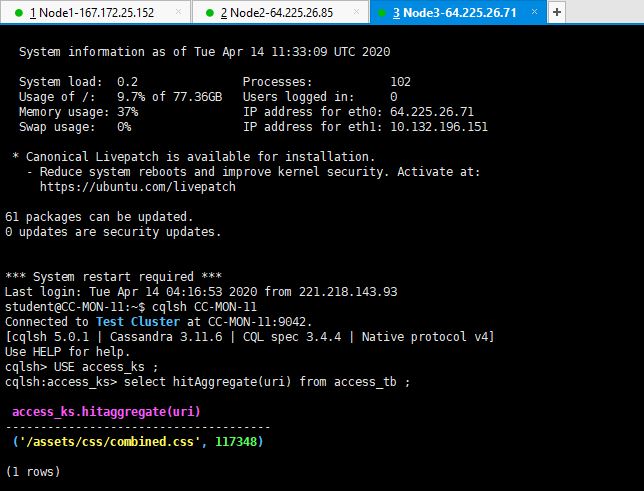 1 Node1-167.172.25.152 × 2 Node2-64.225.26.85 × 3 Node3-64.225.26.71 × +
System information as of Tue Apr 14 11:33:09 UTC 2020
System load:  0.2               Processes:           102
Usage of /:   9.7% of 77.36GB   Users logged in:     0
Memory usage: 37%               IP address for eth0: 64.225.26.71
Swap usage:   0%                IP address for eth1: 10.132.196.151
* Canonical Livepatch is available for installation.
- Reduce system reboots and improve kernel security. Activate at:
https://ubuntu.com/livepatch
61 packages can be updated.
0 updates are security updates.
*** System restart required ***
Last login: Tue Apr 14 04:16:53 2020 from 221.218.143.93
student@CC-MON-11:~$ cqlsh CC-MON-11
Connected to Test Cluster at CC-MON-11:9042.
[cqlsh 5.0.1 | Cassandra 3.11.6 | CQL spec 3.4.4 | Native protocol v4]
Use HELP for help.
cqlsh> USE access_ks ;
cqlsh:access_ks> select hitAggregate(uri) from access_tb ;
access_ks.hitaggregate(uri)
--------------------------------------
('/assets/css/combined.css', 117348)
(1 rows)